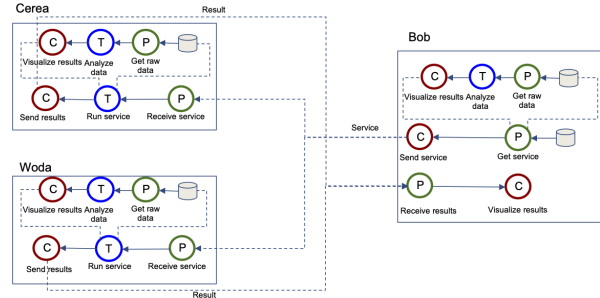 Cerea
Result
C
T
P
Visualize results
Analyze
data
Get raw
data
C
T
P
Send results
Run service
Receive service
Bob
C
T
P
Visualize results
Analyze
data
Get raw
data
Service
C
P
Send service
Get service
P
C
Receive results
Visualize results
Woda
C
T
P
Visualize results
Analyze
data
Get raw
data
C
T
P
Send results
Run service
Receive service
Result